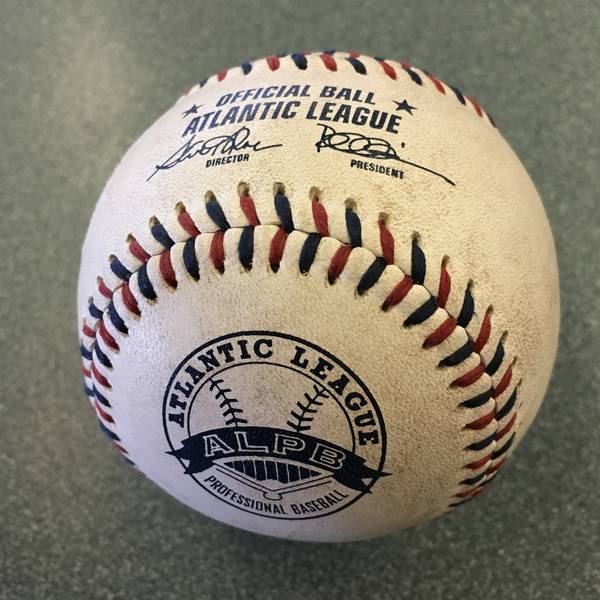 OFFICIAL BALL
ATLANTIC LEAGUE
DIRECTOR
PRESIDENT
ATLANTIC LEAGUE
ALPB
PROFESSIONAL BASEBALL